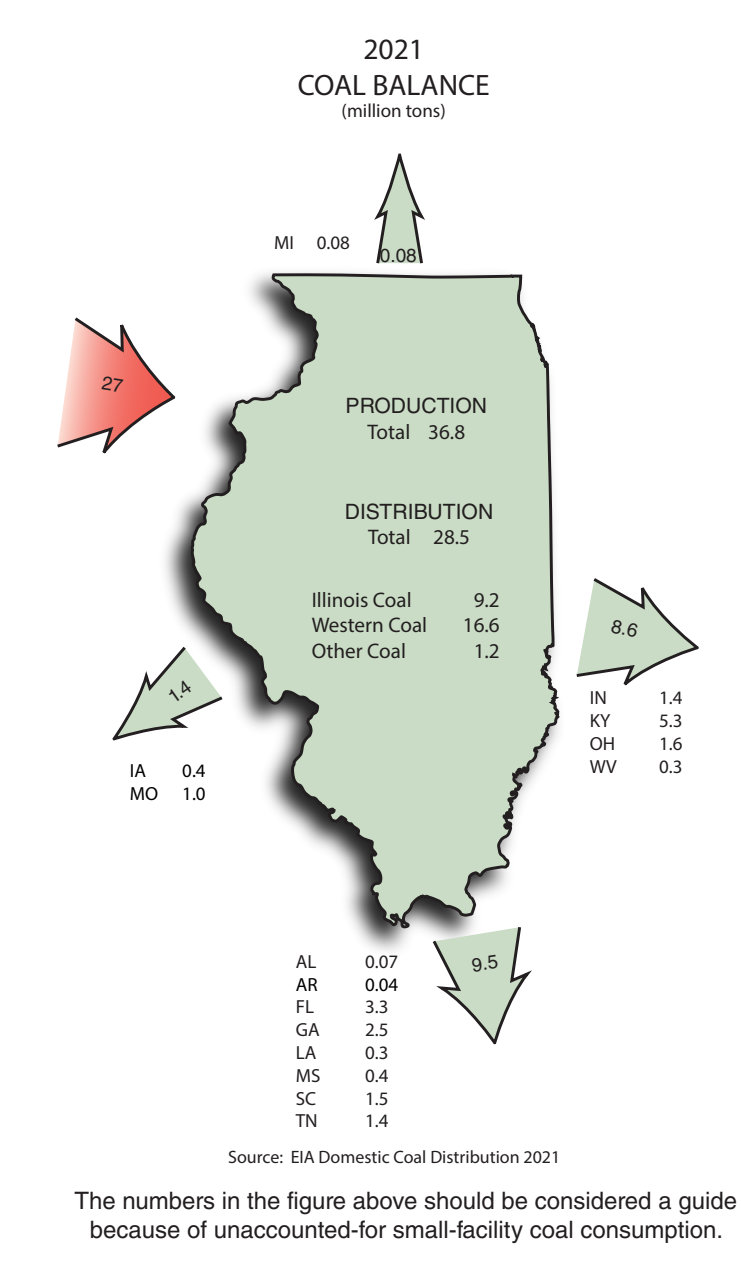 2021
COAL BALANCE
(million tons)
MI 0.08
0.08
27
PRODUCTION
Total 36.8
DISTRIBUTION
Total 28.5
Illinois Coal 9.2
Western Coal 16.6
Other Coal 1.2
8.6
IN 1.4
KY 5.3
OH 1.6
WV 0.3
1.4
IA 0.4
MO 1.0
9.5
AL 0.07
AR 0.04
FL 3.3
GA 2.5
LA 0.3
MS 0.4
SC 1.5
TN 1.4
Source: EIA Domestic Coal Distribution 2021
The numbers in the figure above should be considered a guide
because of unaccounted-for small-facility coal consumption.